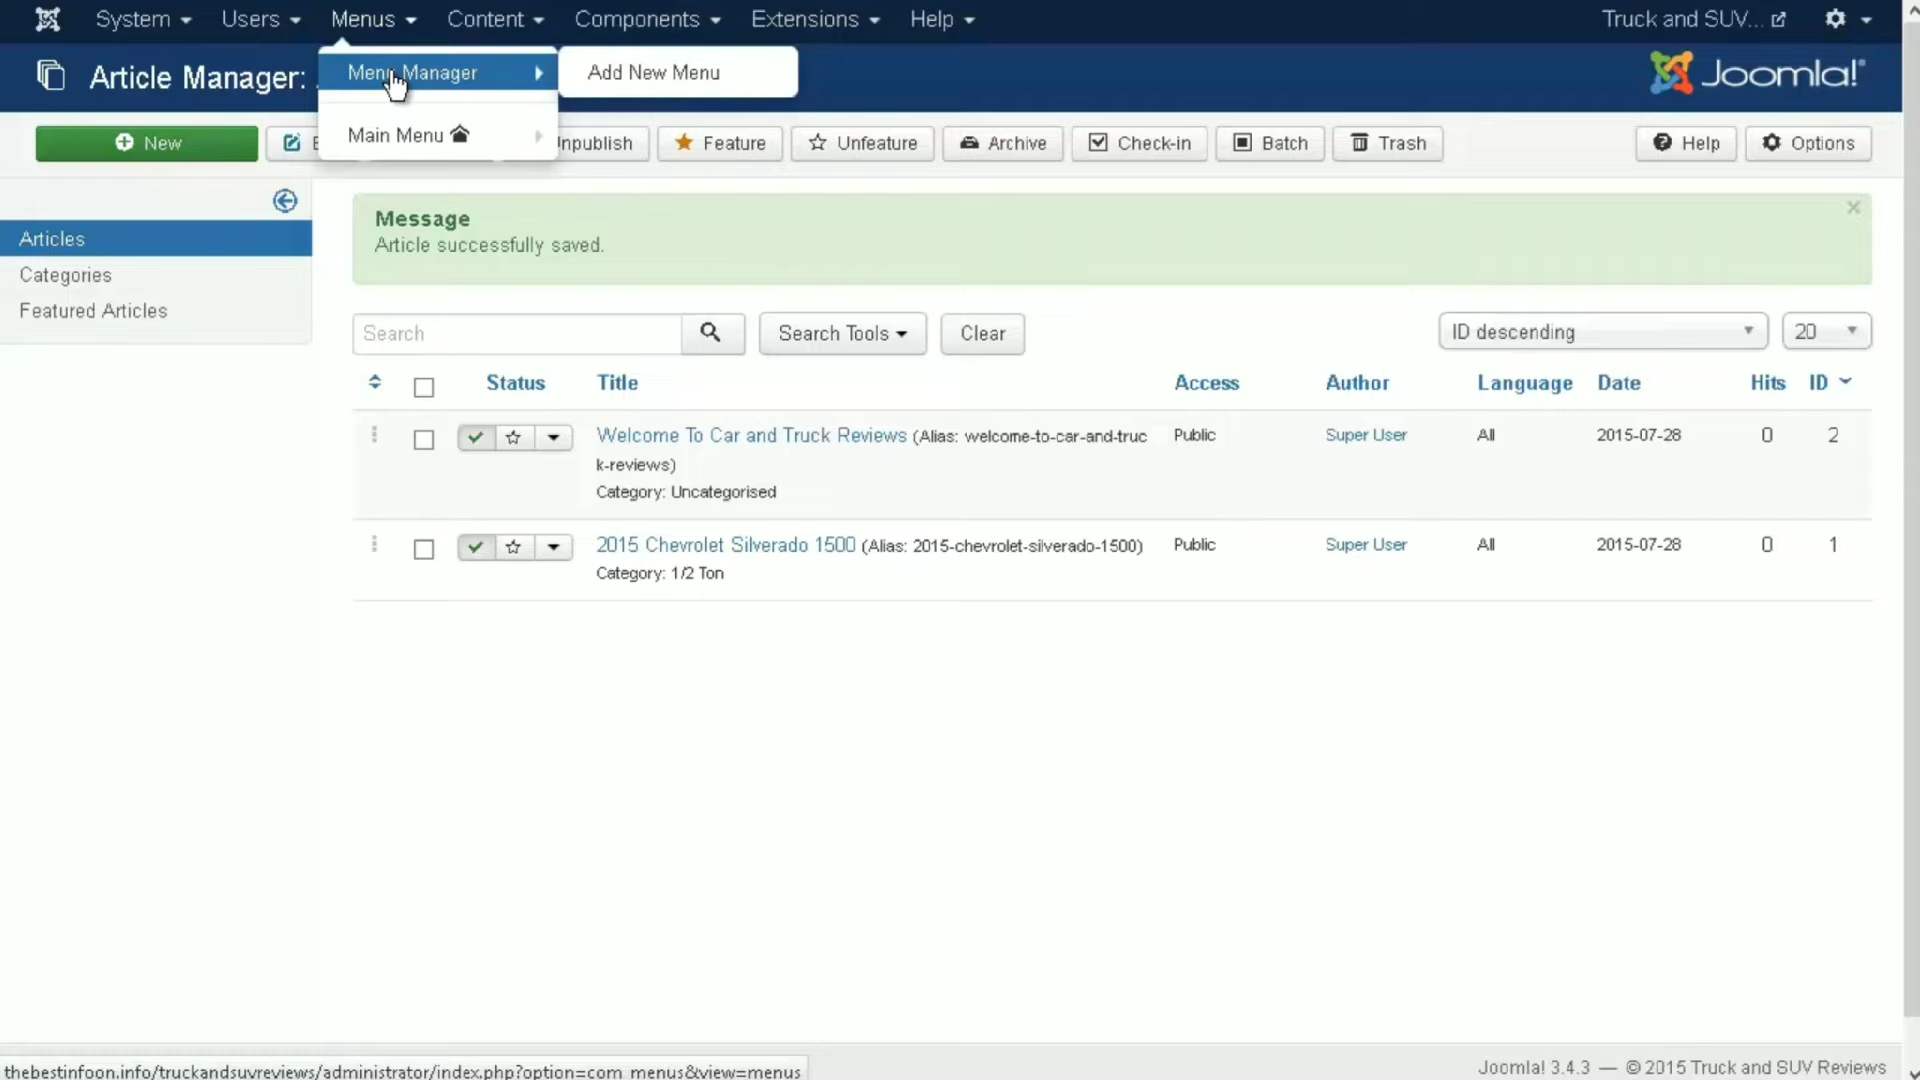 System Users Menus Content Components Extensions Help Truck and SUV...
Article Manager: Menu Manager Add New Menu Joomla!®
Main Menu
New npublish Feature Unfeature Archive Check-in Batch Trash Help Options
Message
Article successfully saved.
Articles
Categories
Featured Articles
Search Search Tools Clear ID descending 20
Status Title Access Author Language Date Hits ID
Welcome To Car and Truck Reviews (Alias: welcome-to-car-and-truc Public Super User All 2015-07-28 0 2
k-reviews)
Category: Uncategorised
2015 Chevrolet Silverado 1500 (Alias: 2015-chevrolet-silverado-1500) Public Super User All 2015-07-28 0 1
Category: 1/2 Ton
thebestinfoon.info/truckandsuvreviews/administrator/index.php?option=com_menus&view=menus
Joomla! 3.4.3 — © 2015 Truck and SUV Reviews